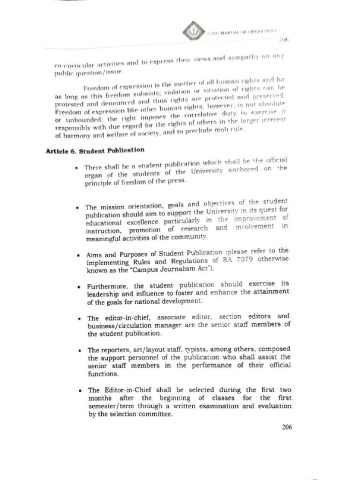 206
co-curricular activities and to express their views and sympathy on any
public question/issue.
Freedom of expression is the mother of all human rights and for
as long as this freedom subsists, violation or vitiation of rights can be
protested and denounced and thus rights are protected and preserved.
Freedom of expression like other human rights, however, is not absolute
or unbounded; the right imposes the correlative duty to exercise it
responsibly with due regard for the rights of others in the larger interest
of harmony and welfare of society, and to preclude mob rule.
Article 6. Student Publication
• There shall be a student publication which shall be the official
organ of the students of the University anchored on the
principle of freedom of the press.
• The mission orientation, goals and objectives of the student
publication should aim to support the University in its quest for
educational excellence particularly in the improvement of
instruction, promotion of research and involvement in
meaningful activities of the community.
• Aims and Purposes of Student Publication (please refer to the
Implementing Rules and Regulations of RA 7079 otherwise
known as the "Campus Journalism Act").
• Furthermore, the student publication should exercise its
leadership and influence to foster and enhance the attainment
of the goals for national development.
• The editor-in-chief, associate editor, section editors and
business/circulation manager are the senior staff members of
the student publication.
• The reporters, art/layout staff, typists, among others, composed
the support personnel of the publication who shall assist the
senior staff members in the performance of their official
functions.
• The Editor-in-Chief shall be selected during the first two
months after the beginning of classes for the first
semester/term through a written examination and evaluation
by the selection committee.
206